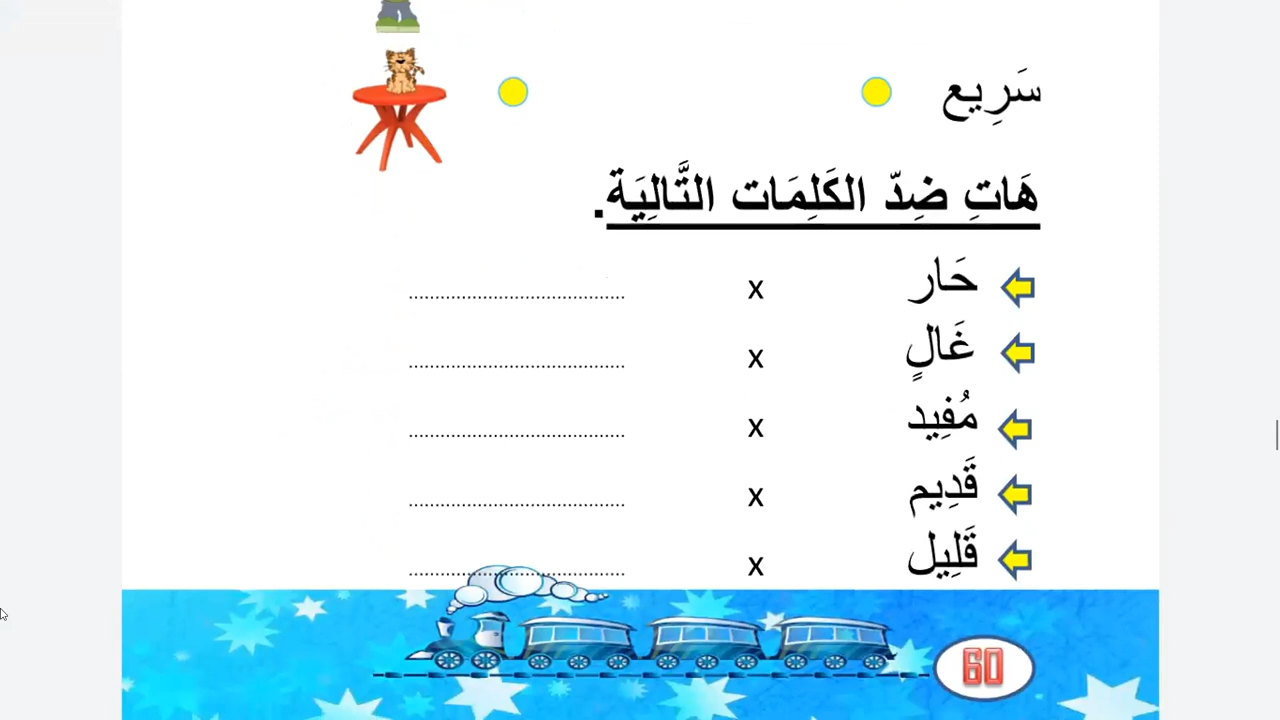 سَرِيع
هَاتِ ضِدّ الكَلِمَات التَّالِيَة.
حَار x ........................................
غَالٍ x ........................................
مُفِيد x ........................................
قَدِيم x ........................................
قَلِيل x ........................................
60